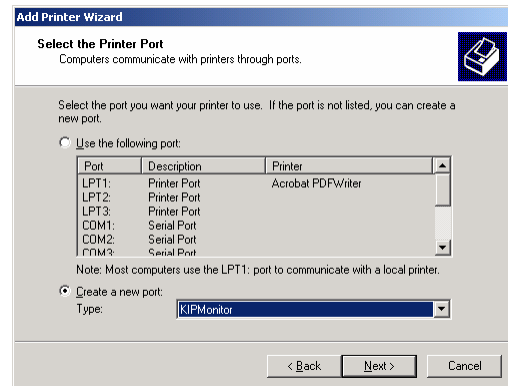 Add Printer Wizard
Select the Printer Port
Computers communicate with printers through ports.
Select the port you want your printer to use. If the port is not listed, you can create a
new port.
Use the following port:
Port Description Printer
LPT1: Printer Port Acrobat PDFWriter
LPT2: Printer Port
LPT3: Printer Port
COM1: Serial Port
COM2: Serial Port
COM3: Serial Port
Note: Most computers use the LPT1: port to communicate with a local printer.
Create a new port:
Type: KIPMonitor
< Back Next > Cancel